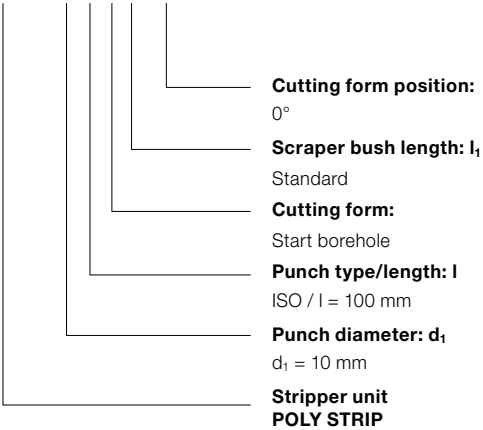 Cutting form position:
0°
Scraper bush length: l₁
Standard
Cutting form:
Start borehole
Punch type/length: l
ISO / l = 100 mm
Punch diameter: d₁
d₁ = 10 mm
Stripper unit
POLY STRIP